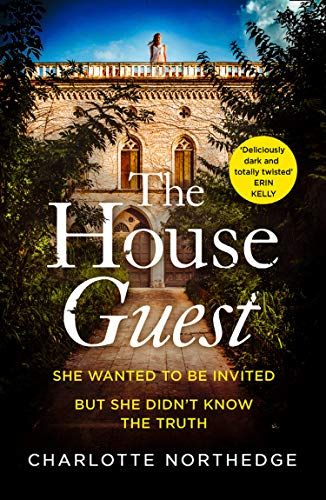 'Deliciously
dark and
totally twisted'
ERIN
KELLY
The
House
Guest
SHE WANTED TO BE INVITED
BUT SHE DIDN'T KNOW
THE TRUTH
CHARLOTTE NORTHEDGE